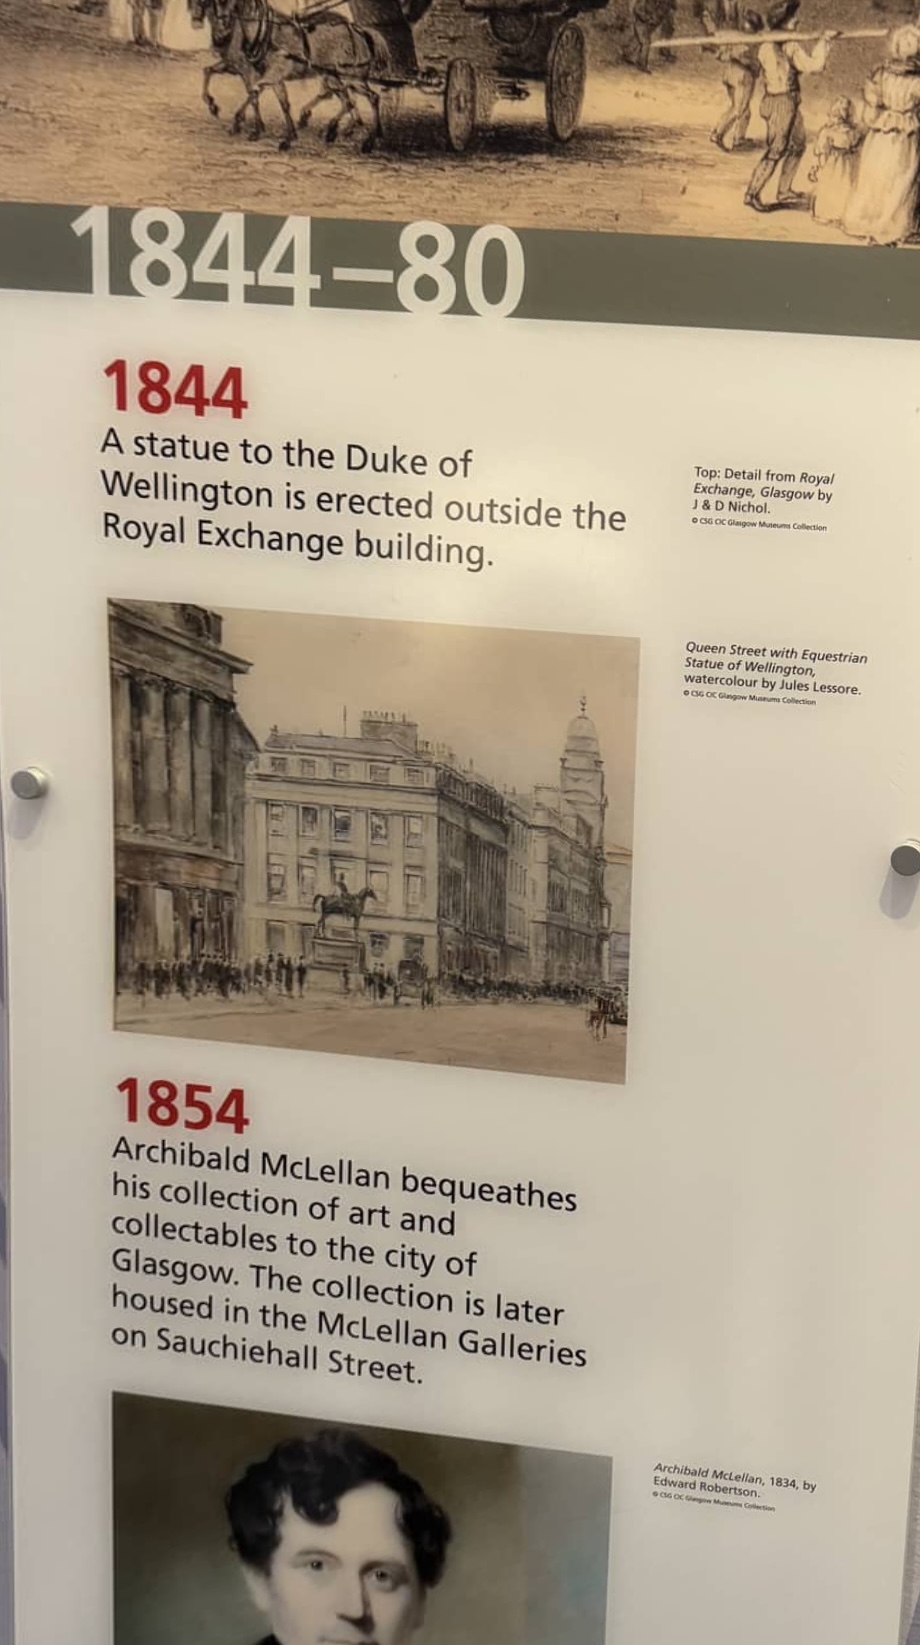 1844–80
1844
A statue to the Duke of
Wellington is erected outside the
Royal Exchange building.
Top: Detail from Royal
Exchange, Glasgow by
J & D Nichol.
© CSG CIC Glasgow Museums Collection
Queen Street with Equestrian
Statue of Wellington,
watercolour by Jules Lessore.
© CSG CIC Glasgow Museums Collection
1854
Archibald McLellan bequeathes
his collection of art and
collectables to the city of
Glasgow. The collection is later
housed in the McLellan Galleries
on Sauchiehall Street.
Archibald McLellan, 1834, by
Edward Robertson.
© CSG CIC Glasgow Museums Collection